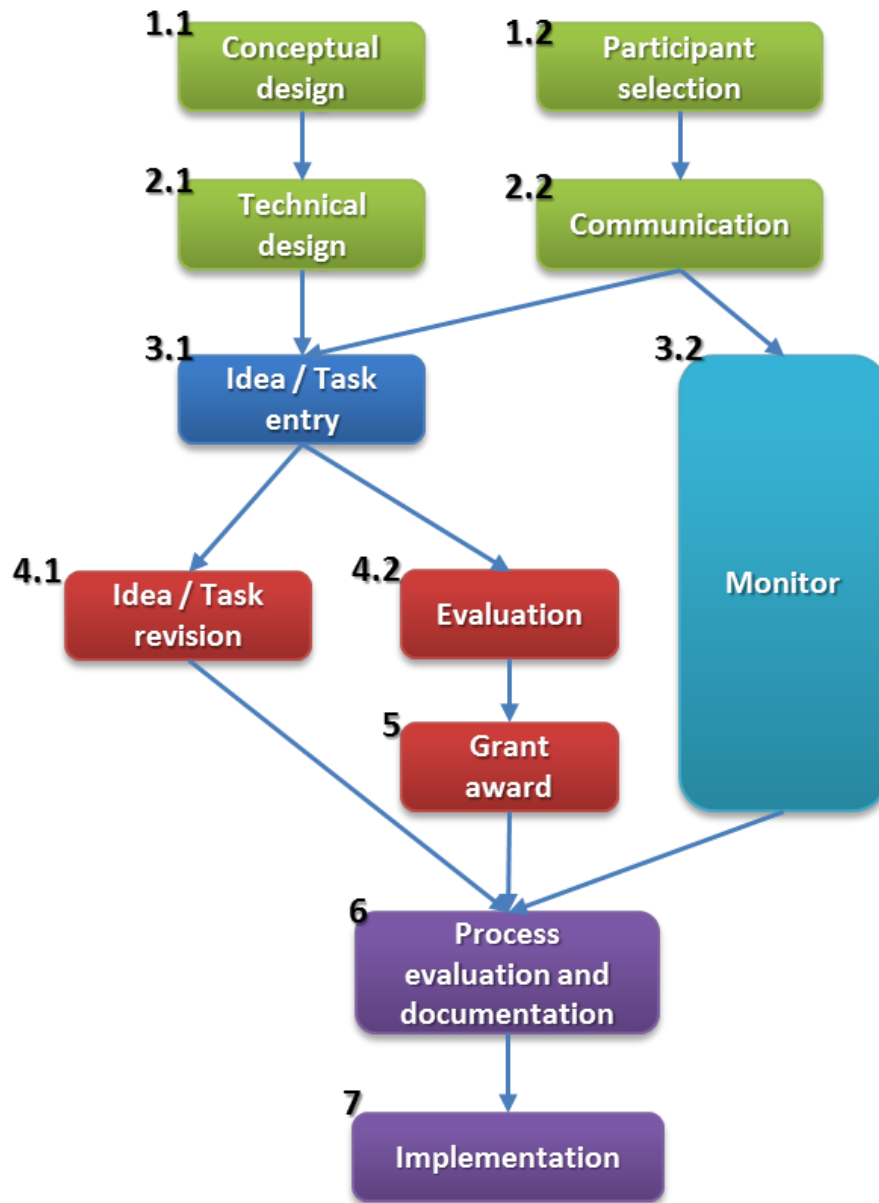 1.1
Conceptual
design
1.2
Participant
selection
2.1
Technical
design
2.2
Communication
3.1
Idea / Task
entry
3.2
Monitor
4.1
Idea / Task
revision
4.2
Evaluation
5
Grant
award
6
Process
evaluation and
documentation
7
Implementation